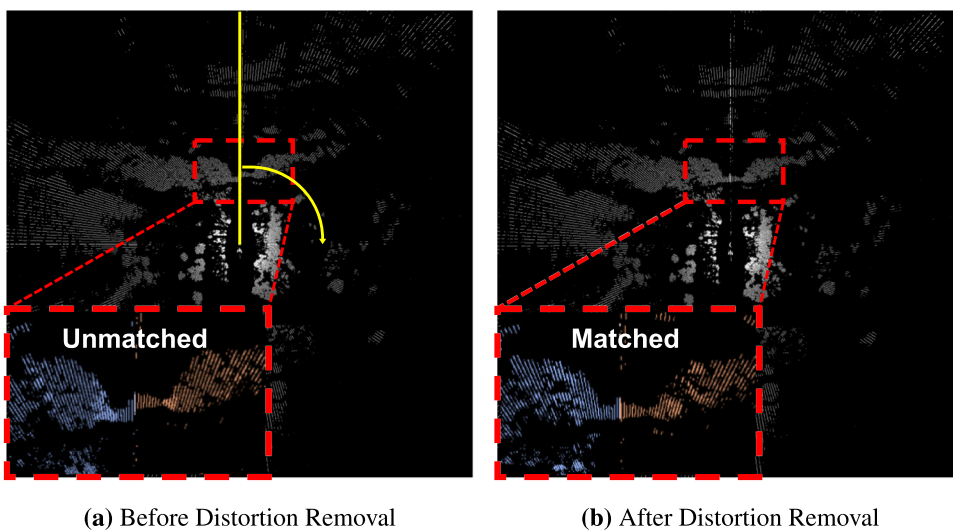 Unmatched
Matched
(a) Before Distortion Removal
(b) After Distortion Removal